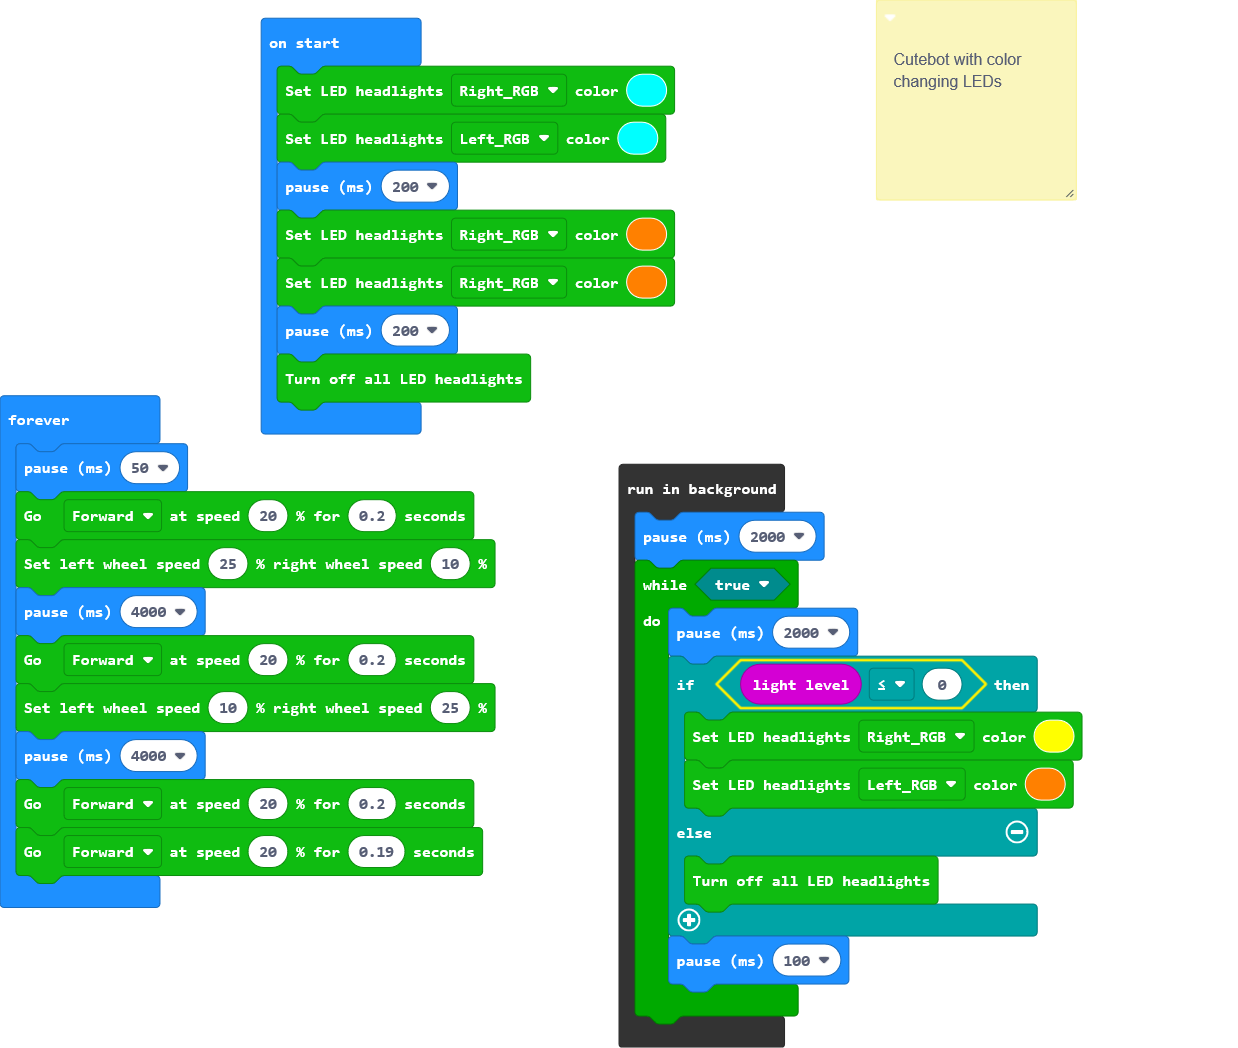 on start
Set LED headlights Right_RGB color
Set LED headlights Left_RGB color
pause (ms) 200
Set LED headlights Right_RGB color
Set LED headlights Right_RGB color
pause (ms) 200
Turn off all LED headlights
Cutebot with color
changing LEDs
forever
pause (ms) 50
Go Forward at speed 20 % for 0.2 seconds
Set left wheel speed 25 % right wheel speed 10 %
pause (ms) 4000
Go Forward at speed 20 % for 0.2 seconds
Set left wheel speed 10 % right wheel speed 25 %
pause (ms) 4000
Go Forward at speed 20 % for 0.2 seconds
Go Forward at speed 20 % for 0.19 seconds
run in background
pause (ms) 2000
while true
do
pause (ms) 2000
if light level ≤ 0 then
Set LED headlights Right_RGB color
Set LED headlights Left_RGB color
else
Turn off all LED headlights
pause (ms) 100